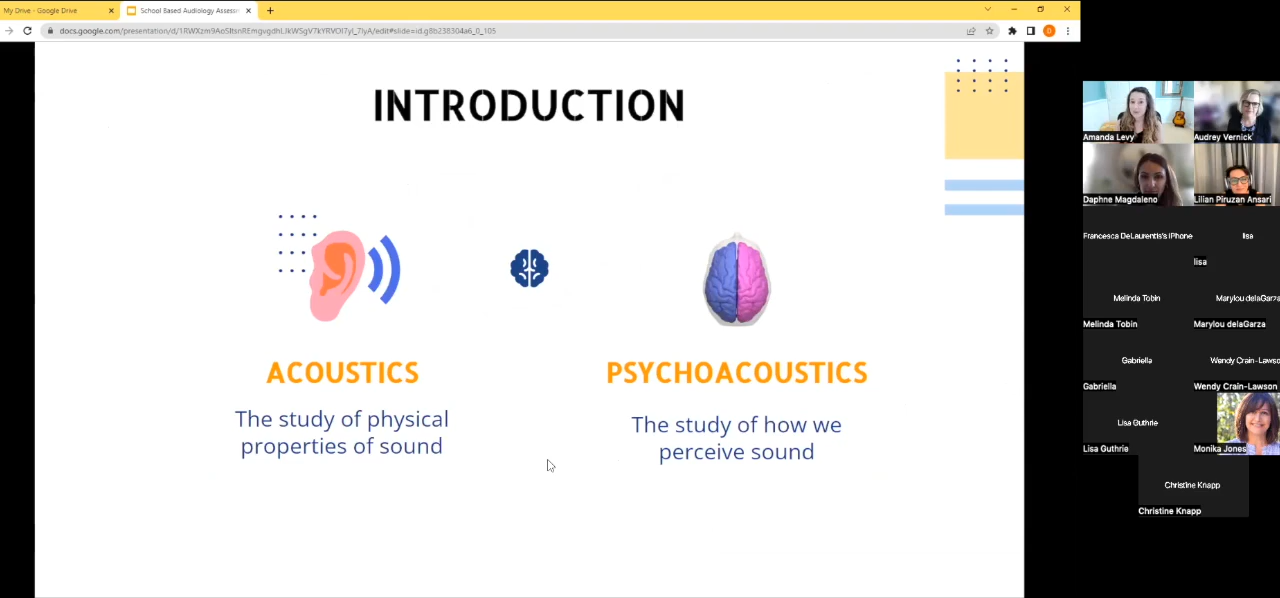 My Drive - Google Drive
School Based Audiology Assessm
INTRODUCTION
ACOUSTICS
The study of physical
properties of sound
PSYCHOACOUSTICS
The study of how we
perceive sound
Amanda Levy
Audrey Vernick
Daphne Magdaleno
Lilian Piruzan Ansari
Francesca DeLaurentis's iPhone
lisa
lisa
Melinda Tobin
Marylou delaGarza
Melinda Tobin
Marylou delaGarza
Gabriella
Wendy Crain-Lawso
Gabriella
Wendy Crain-Lawson
Lisa Guthrie
Lisa Guthrie
Monika Jones
Christine Knapp
Christine Knapp